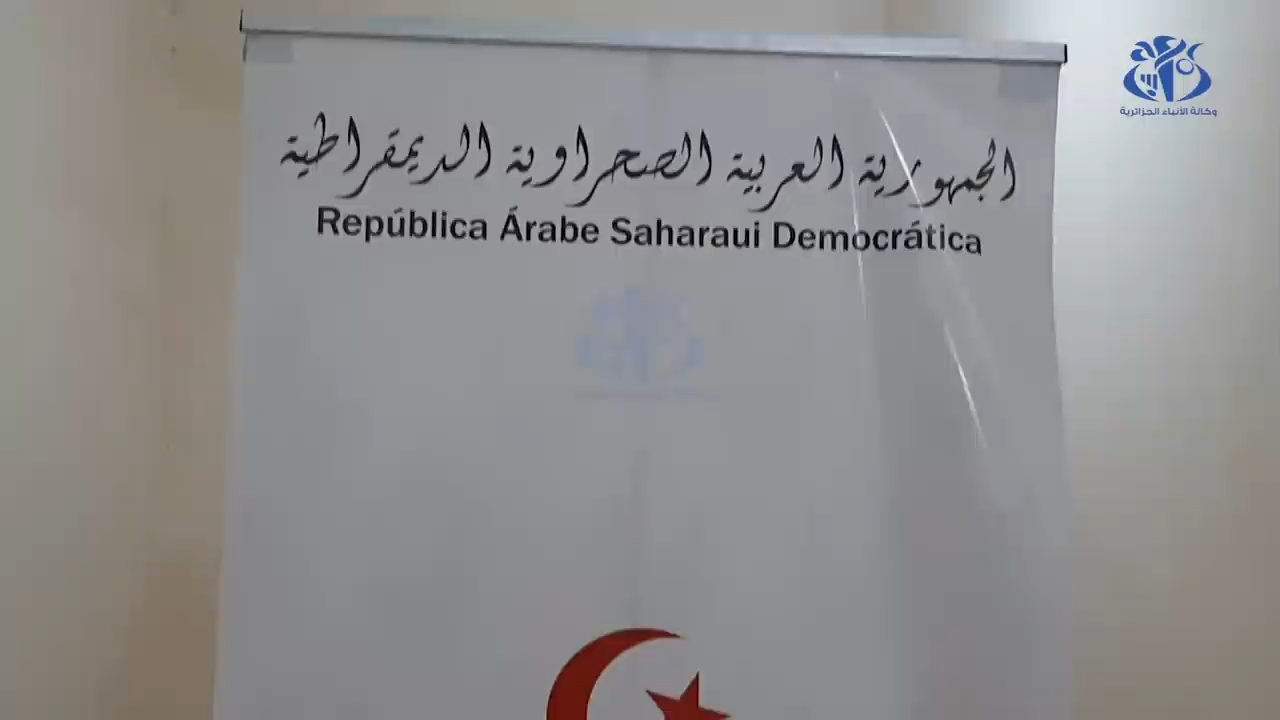 وكالة الأنباء الجزائرية
الجمهورية العربية الصحراوية الديمقراطية
República Árabe Saharaui Democrática